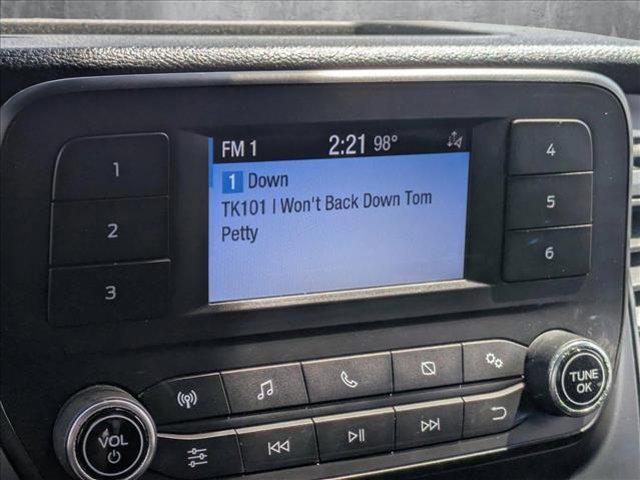 FM 1 2:21 98°
1 Down
TK101 I Won't Back Down Tom
Petty
1
2
3
4
5
6
VOL
TUNE
OK